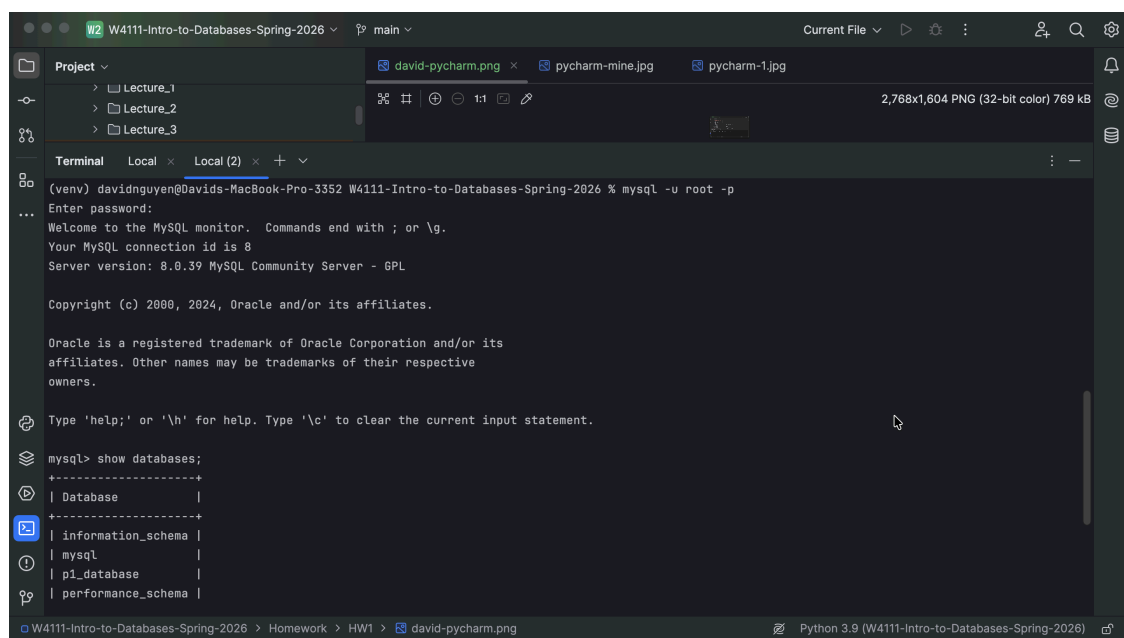 W2 W4111-Intro-to-Databases-Spring-2026 main Current File
Project
david-pycharm.png pycharm-mine.jpg pycharm-1.jpg
Lecture_1
Lecture_2
Lecture_3
1:1 2,768x1,604 PNG (32-bit color) 769 kB
Terminal Local Local (2)
(venv) davidnguyen@Davids-MacBook-Pro-3352 W4111-Intro-to-Databases-Spring-2026 % mysql -u root -p
Enter password:
Welcome to the MySQL monitor.  Commands end with ; or \g.
Your MySQL connection id is 8
Server version: 8.0.39 MySQL Community Server - GPL
Copyright (c) 2000, 2024, Oracle and/or its affiliates.
Oracle is a registered trademark of Oracle Corporation and/or its
affiliates. Other names may be trademarks of their respective
owners.
Type 'help;' or '\h' for help. Type '\c' to clear the current input statement.
mysql> show databases;
+--------------------+
| Database           |
+--------------------+
| information_schema |
| mysql              |
| p1_database        |
| performance_schema |
W4111-Intro-to-Databases-Spring-2026 > Homework > HW1 > david-pycharm.png Python 3.9 (W4111-Intro-to-Databases-Spring-2026)